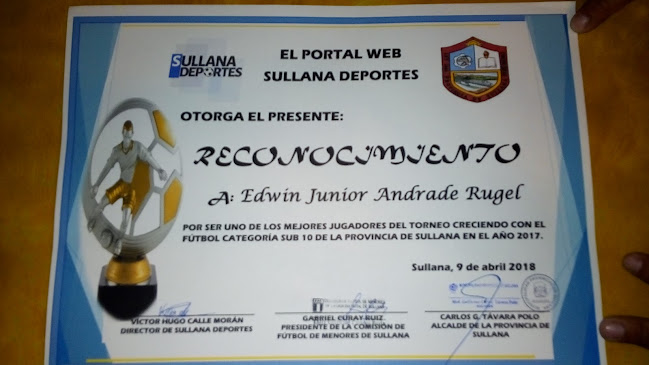 SULLANA
DEPORTES
EL PORTAL WEB
SULLANA DEPORTES
OTORGA EL PRESENTE:
RECONOCIMIENTO
A: Edwin Junior Andrade Rugel
POR SER UNO DE LOS MEJORES JUGADORES DEL TORNEO CRECIENDO CON EL
FÚTBOL CATEGORÍA SUB 10 DE LA PROVINCIA DE SULLANA EN EL AÑO 2017.
Sullana, 9 de abril 2018
VÍCTOR HUGO CALLE MORÁN
DIRECTOR DE SULLANA DEPORTES
GABRIEL CURAY RUIZ
PRESIDENTE DE LA COMISIÓN DE
FÚTBOL DE MENORES DE SULLANA
CARLOS G. TÁVARA POLO
ALCALDE DE LA PROVINCIA DE
SULLANA